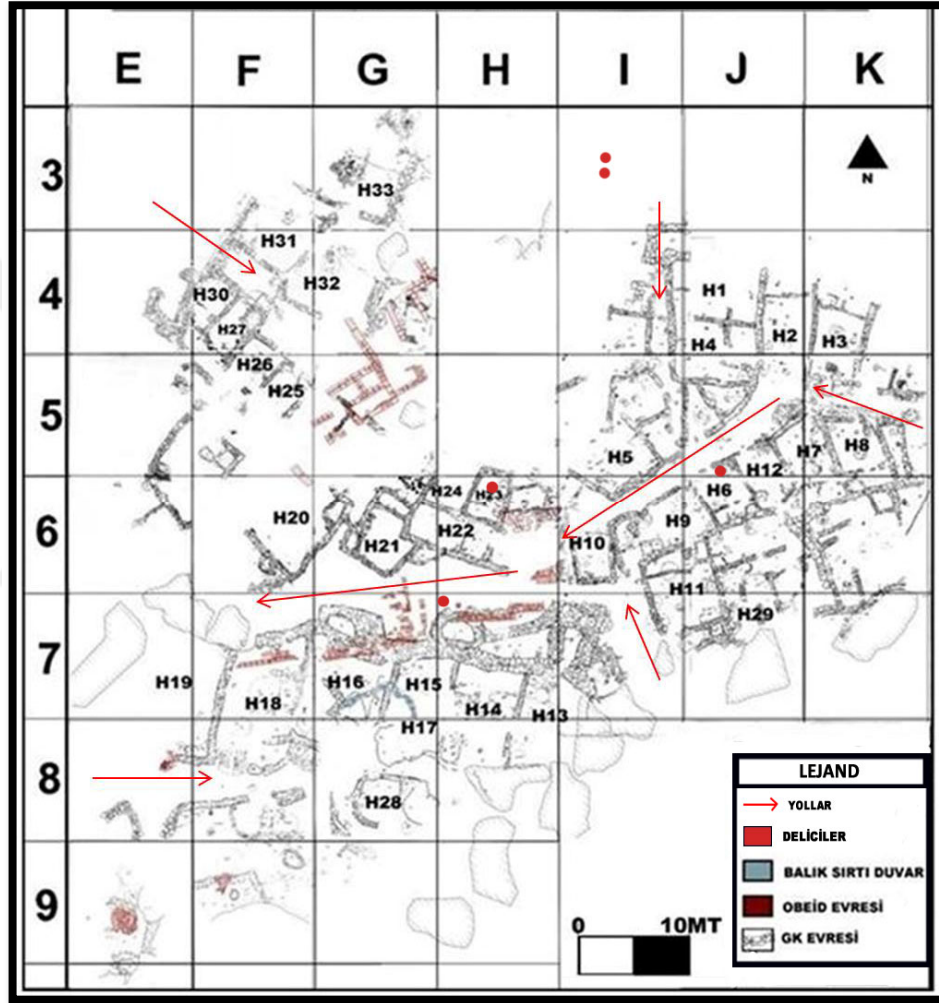 E F G H I J K
3
N
H33
H31
4
H32
H30
H1
H27
H2
H3
H4
H26
H25
5
H5
H7
H8
H12
H24
H23
H6
6
H20
H22
H9
H21
H10
H11
H29
7
H19
H16
H15
H18
H14
H13
H17
8
H28
9
0 10MT
LEJAND
YOLLAR
DELİCİLER
BALIK SIRTI DUVAR
OBEİD EVRESİ
GK EVRESİ